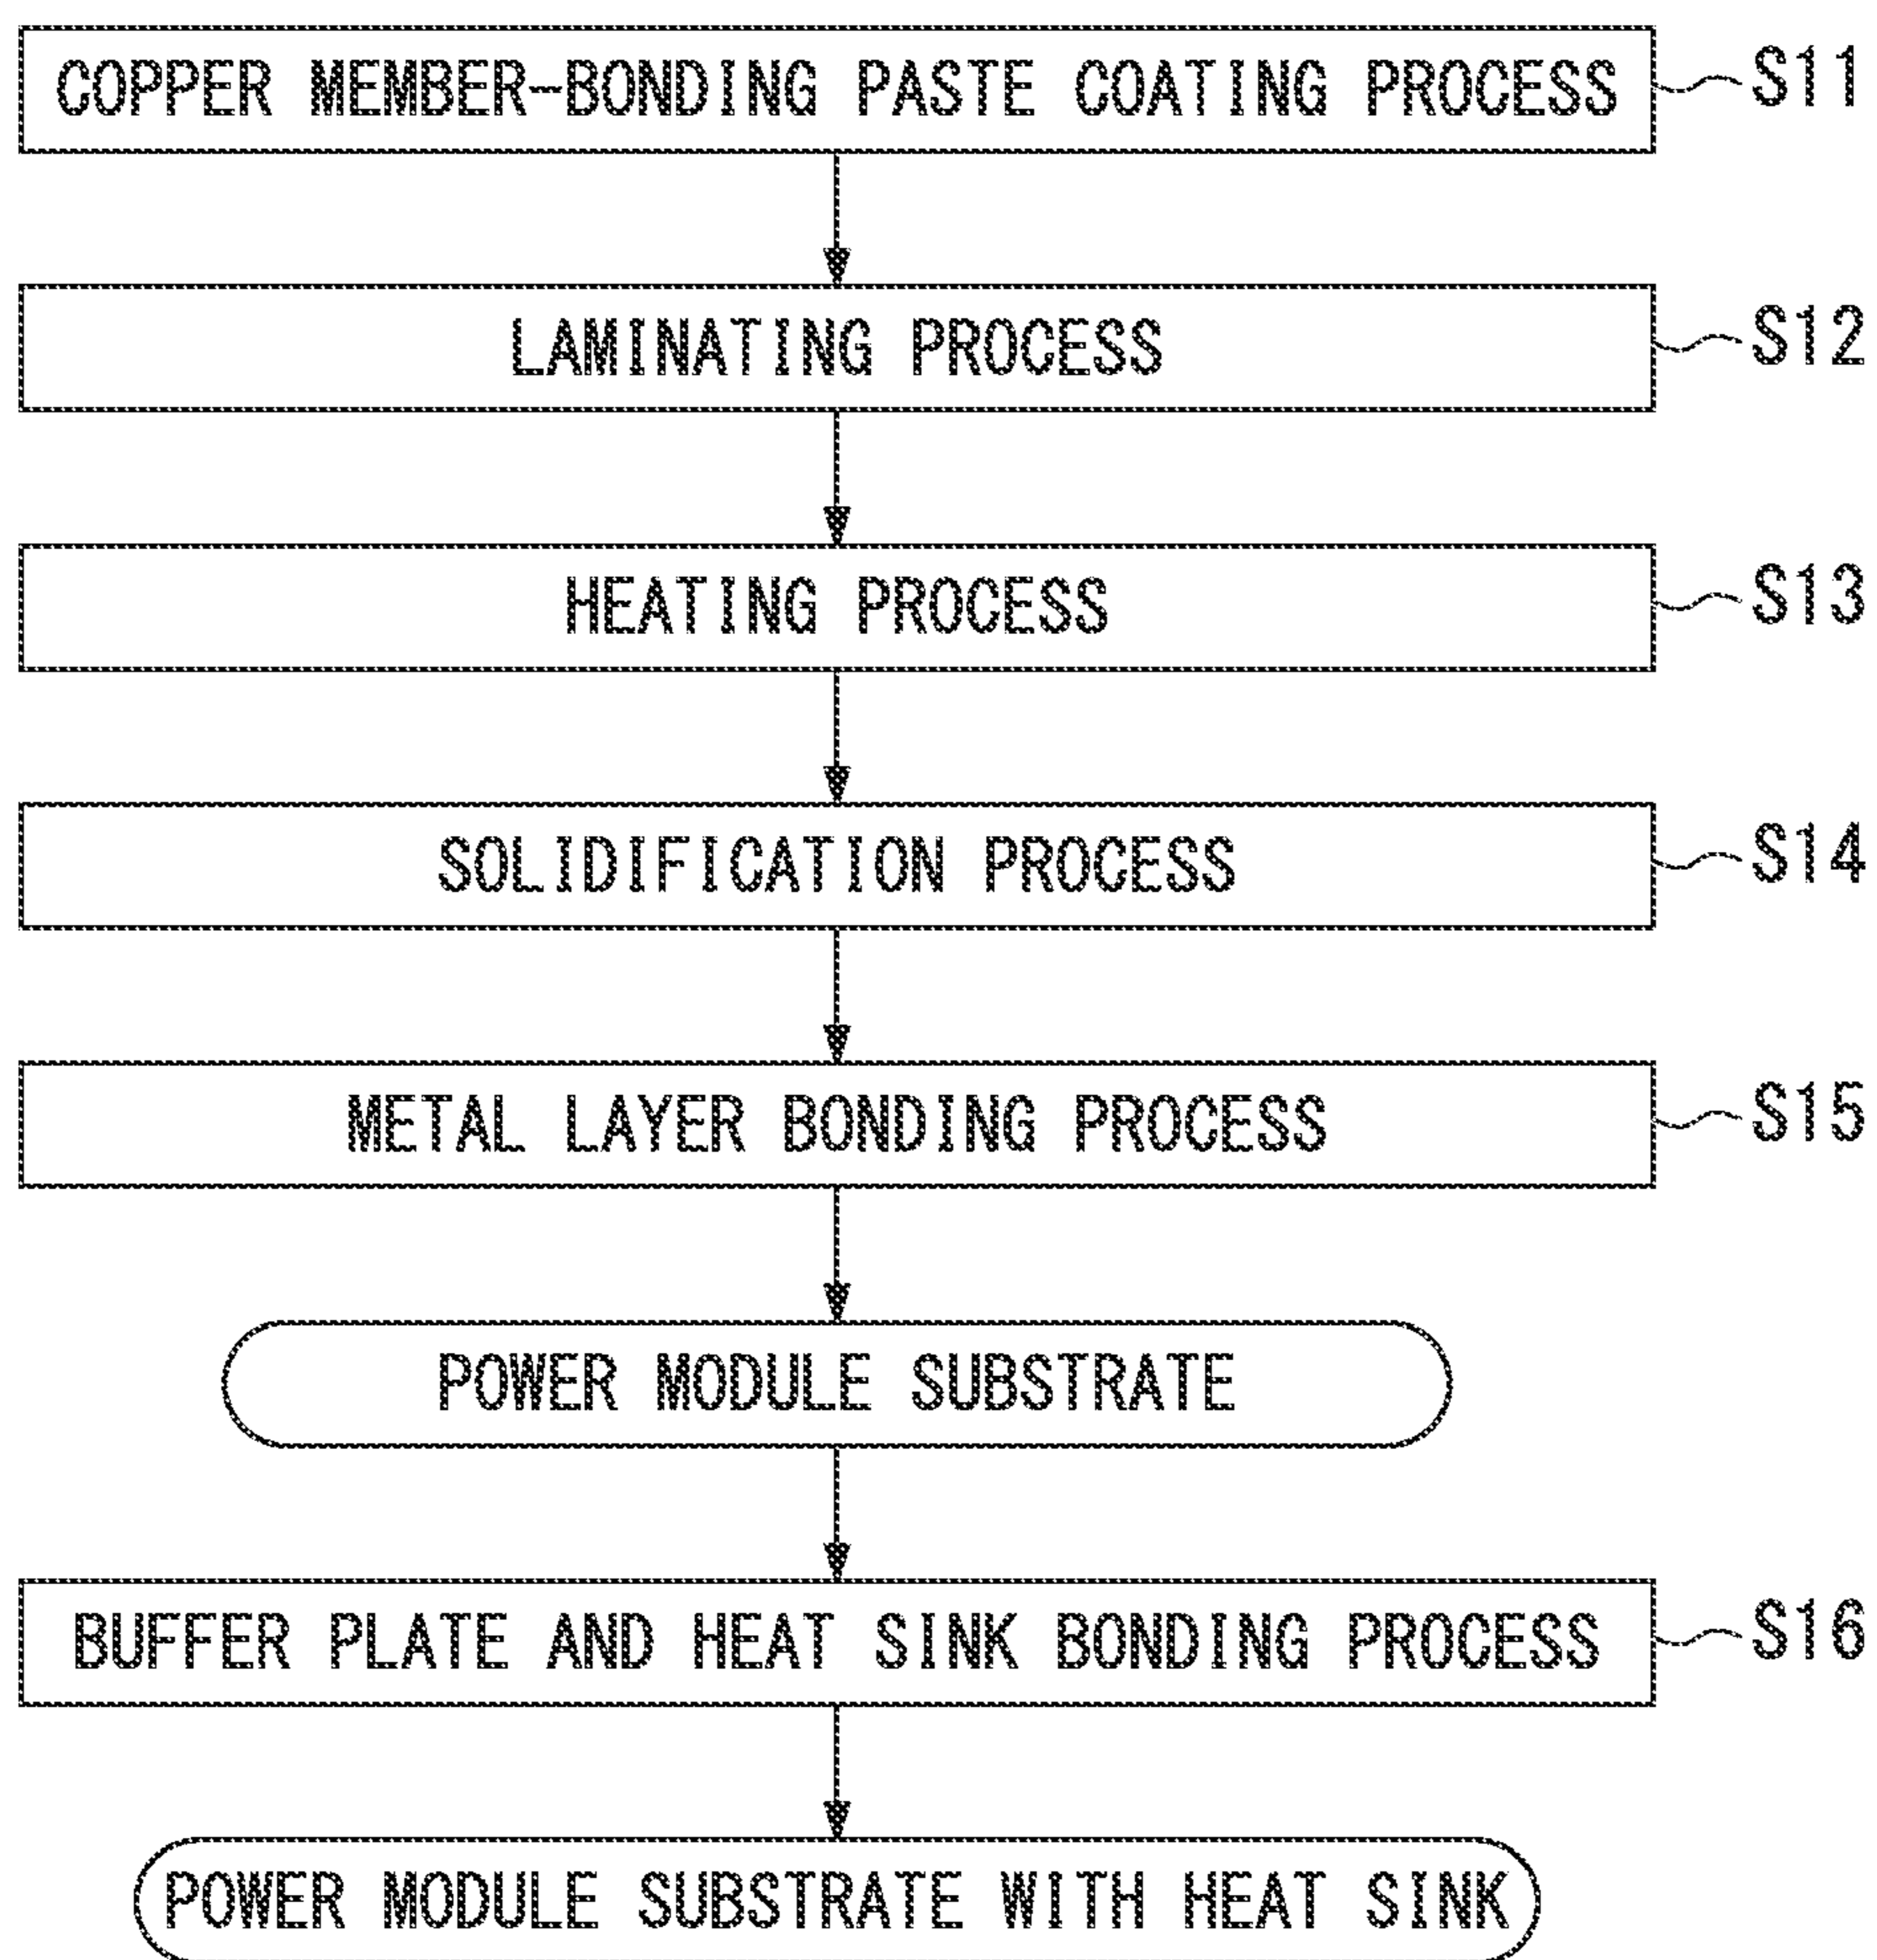 COPPER MEMBER-BONDING PASTE COATING PROCESS S11
LAMINATING PROCESS S12
HEATING PROCESS S13
SOLIDIFICATION PROCESS S14
METAL LAYER BONDING PROCESS S15
POWER MODULE SUBSTRATE
BUFFER PLATE AND HEAT SINK BONDING PROCESS S16
POWER MODULE SUBSTRATE WITH HEAT SINK